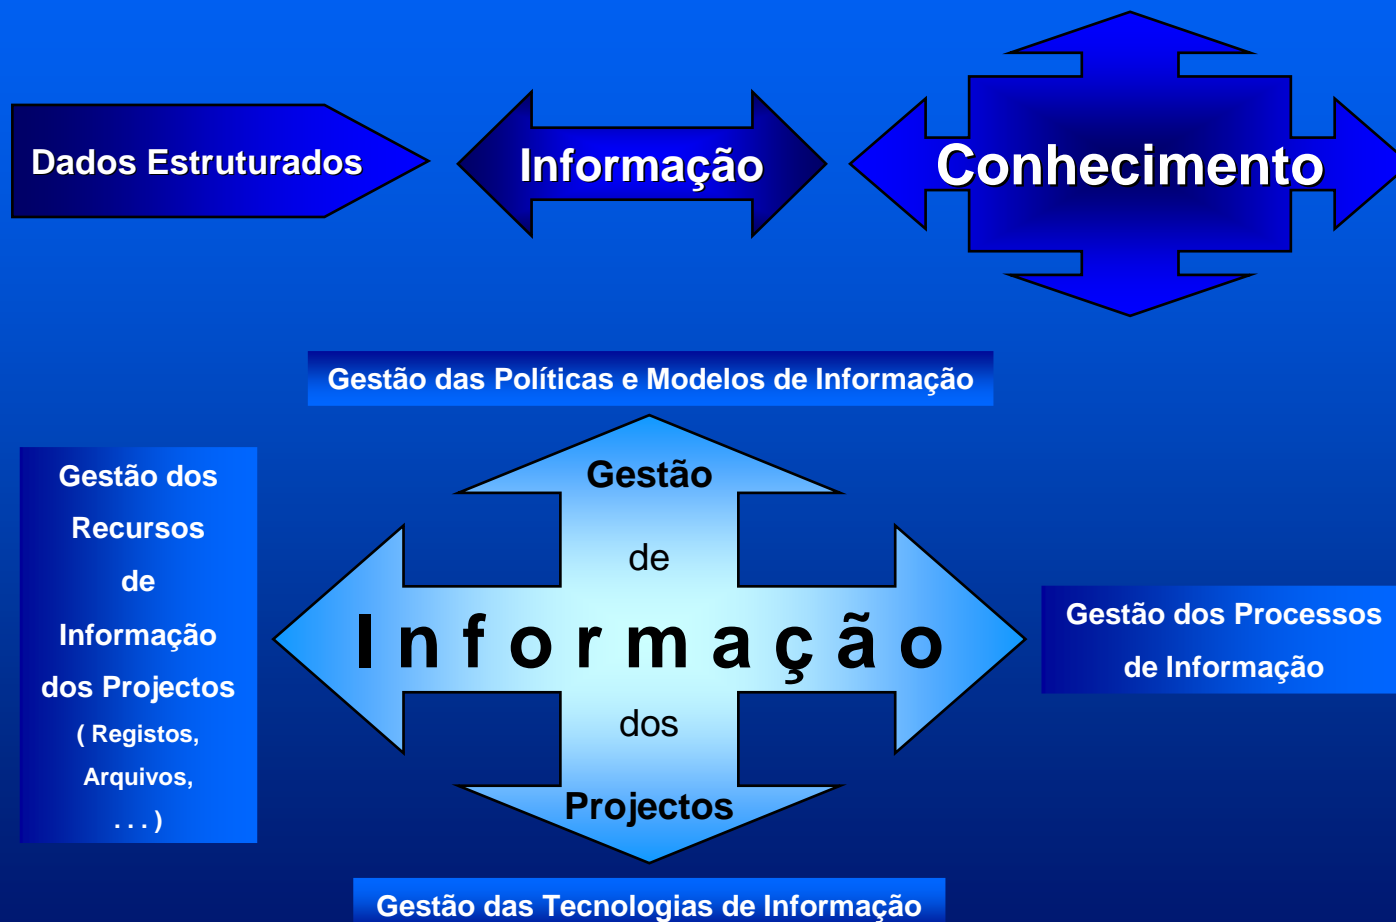 Dados Estruturados
Informação
Conhecimento
Gestão das Políticas e Modelos de Informação
Gestão dos
Recursos
de
Informação
dos Projectos
( Registos,
Arquivos,
. . . )
Gestão
de
Informação
dos
Projectos
Gestão dos Processos
de Informação
Gestão das Tecnologias de Informação